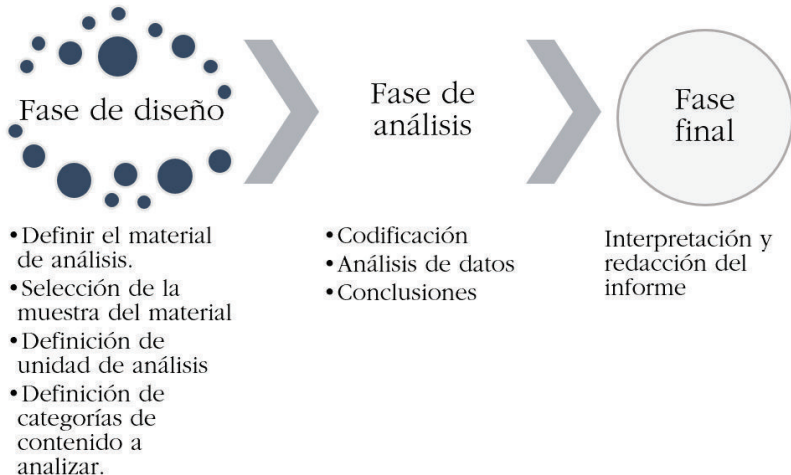 Fase de diseño
• Definir el material
de análisis.
• Selección de la
muestra del material
• Definición de
unidad de análisis
• Definición de
categorías de
contenido a
analizar.
Fase de
análisis
• Codificación
• Análisis de datos
• Conclusiones
Fase
final
Interpretación y
redacción del
informe